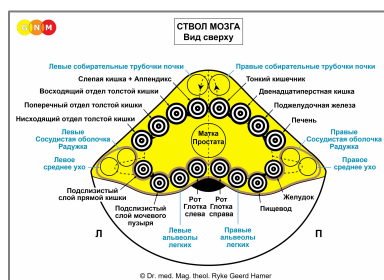 G N M
СТВОЛ МОЗГА
Вид сверху
Левые собирательные трубочки почки
Правые собирательные трубочки почки
Слепая кишка + Аппендикс
Тонкий кишечник
Восходящий отдел толстой кишки
Двенадцатиперстная кишка
Поперечный отдел толстой кишки
Поджелудочная железа
Нисходящий отдел толстой кишки
Печень
Левые
Сосудистая оболочка
Радужка
Матка
Простата
Правые
Сосудистая оболочка
Радужка
Левое
среднее ухо
Правое
среднее ухо
Подслизистый
слой прямой кишки
Подслизистый
слой мочевого
пузыря
Рот
Глотка
слева
Рот
Глотка
справа
Желудок
Пищевод
Левые
альвеолы
легких
Правые
альвеолы
легких
Л
П
© Dr. med. Mag. theol. Ryke Geerd Hamer